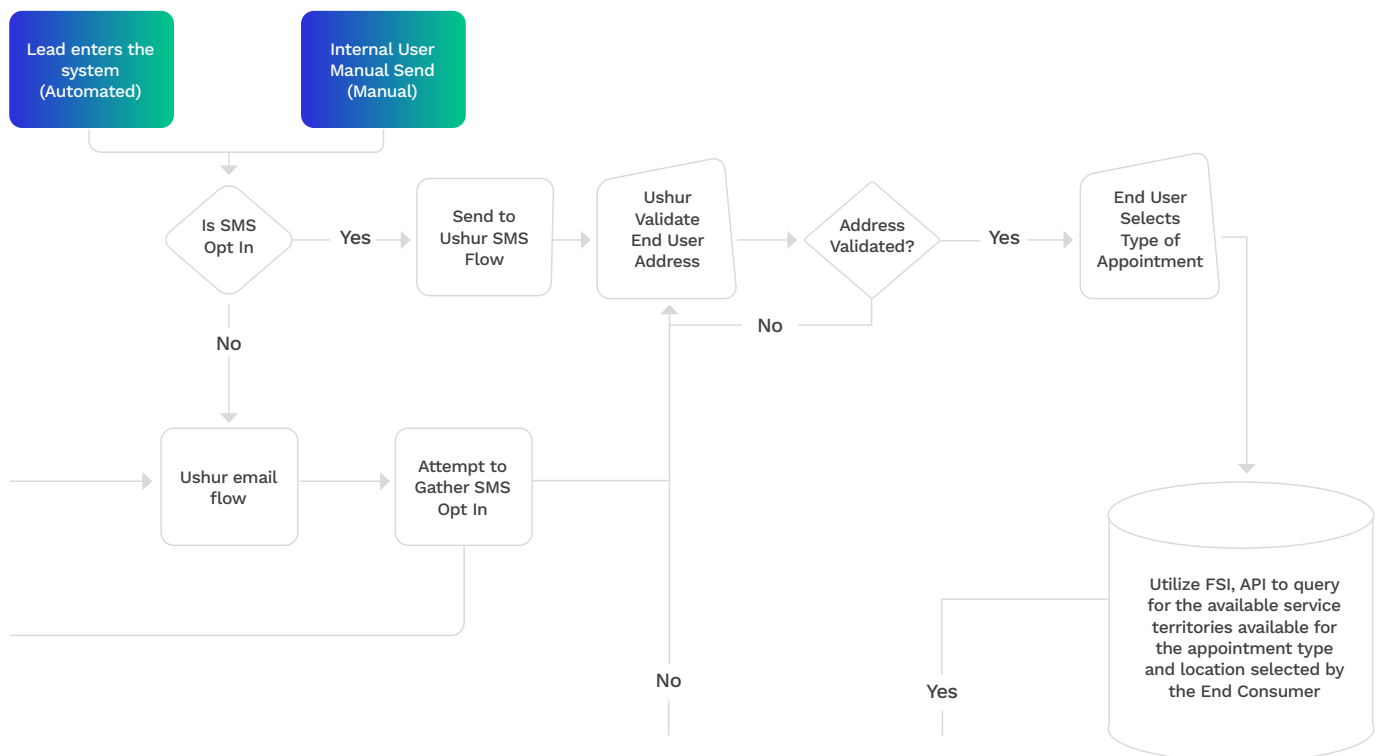 Lead enters the
system
(Automated)
Internal User
Manual Send
(Manual)
Is SMS
Opt In
Yes
Send to
Ushur SMS
Flow
Ushur
Validate
End User
Address
Address
Validated?
Yes
End User
Selects
Type of
Appointment
No
No
Ushur email
flow
Attempt to
Gather SMS
Opt In
Utilize FSI, API to query
for the available service
territories available for
the appointment type
and location selected by
the End Consumer
No
Yes